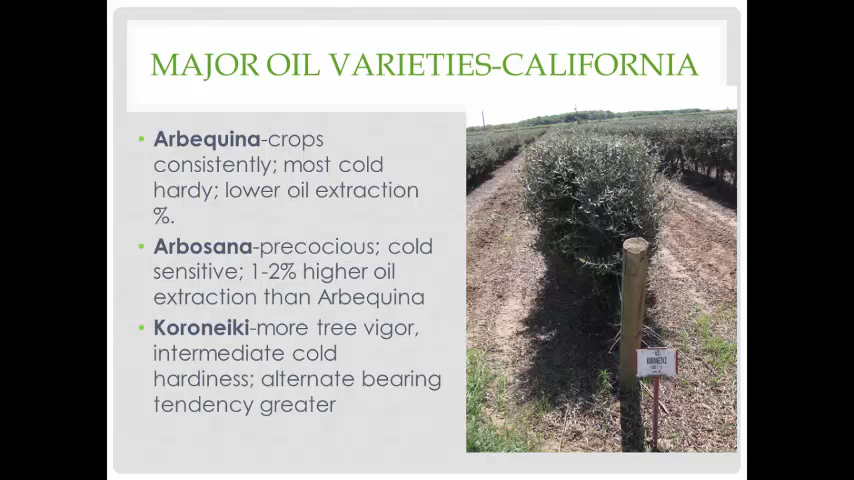 MAJOR OIL VARIETIES-CALIFORNIA
• Arbequina-crops
consistently; most cold
hardy; lower oil extraction
%.
• Arbosana-precocious; cold
sensitive; 1-2% higher oil
extraction than Arbequina
• Koroneiki-more tree vigor,
intermediate cold
hardiness; alternate bearing
tendency greater
KORONEIKI